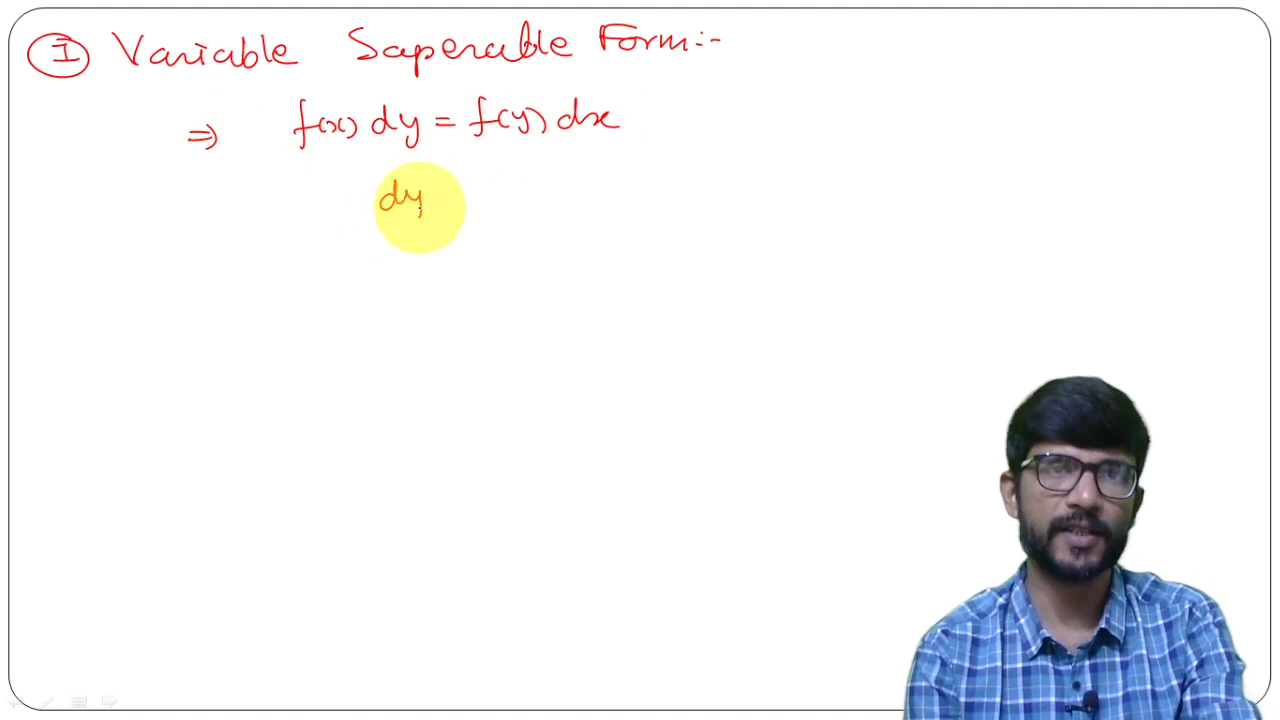 I Variable Saperable Form:-
⇒ f(x) dy = f(y) dx
dy